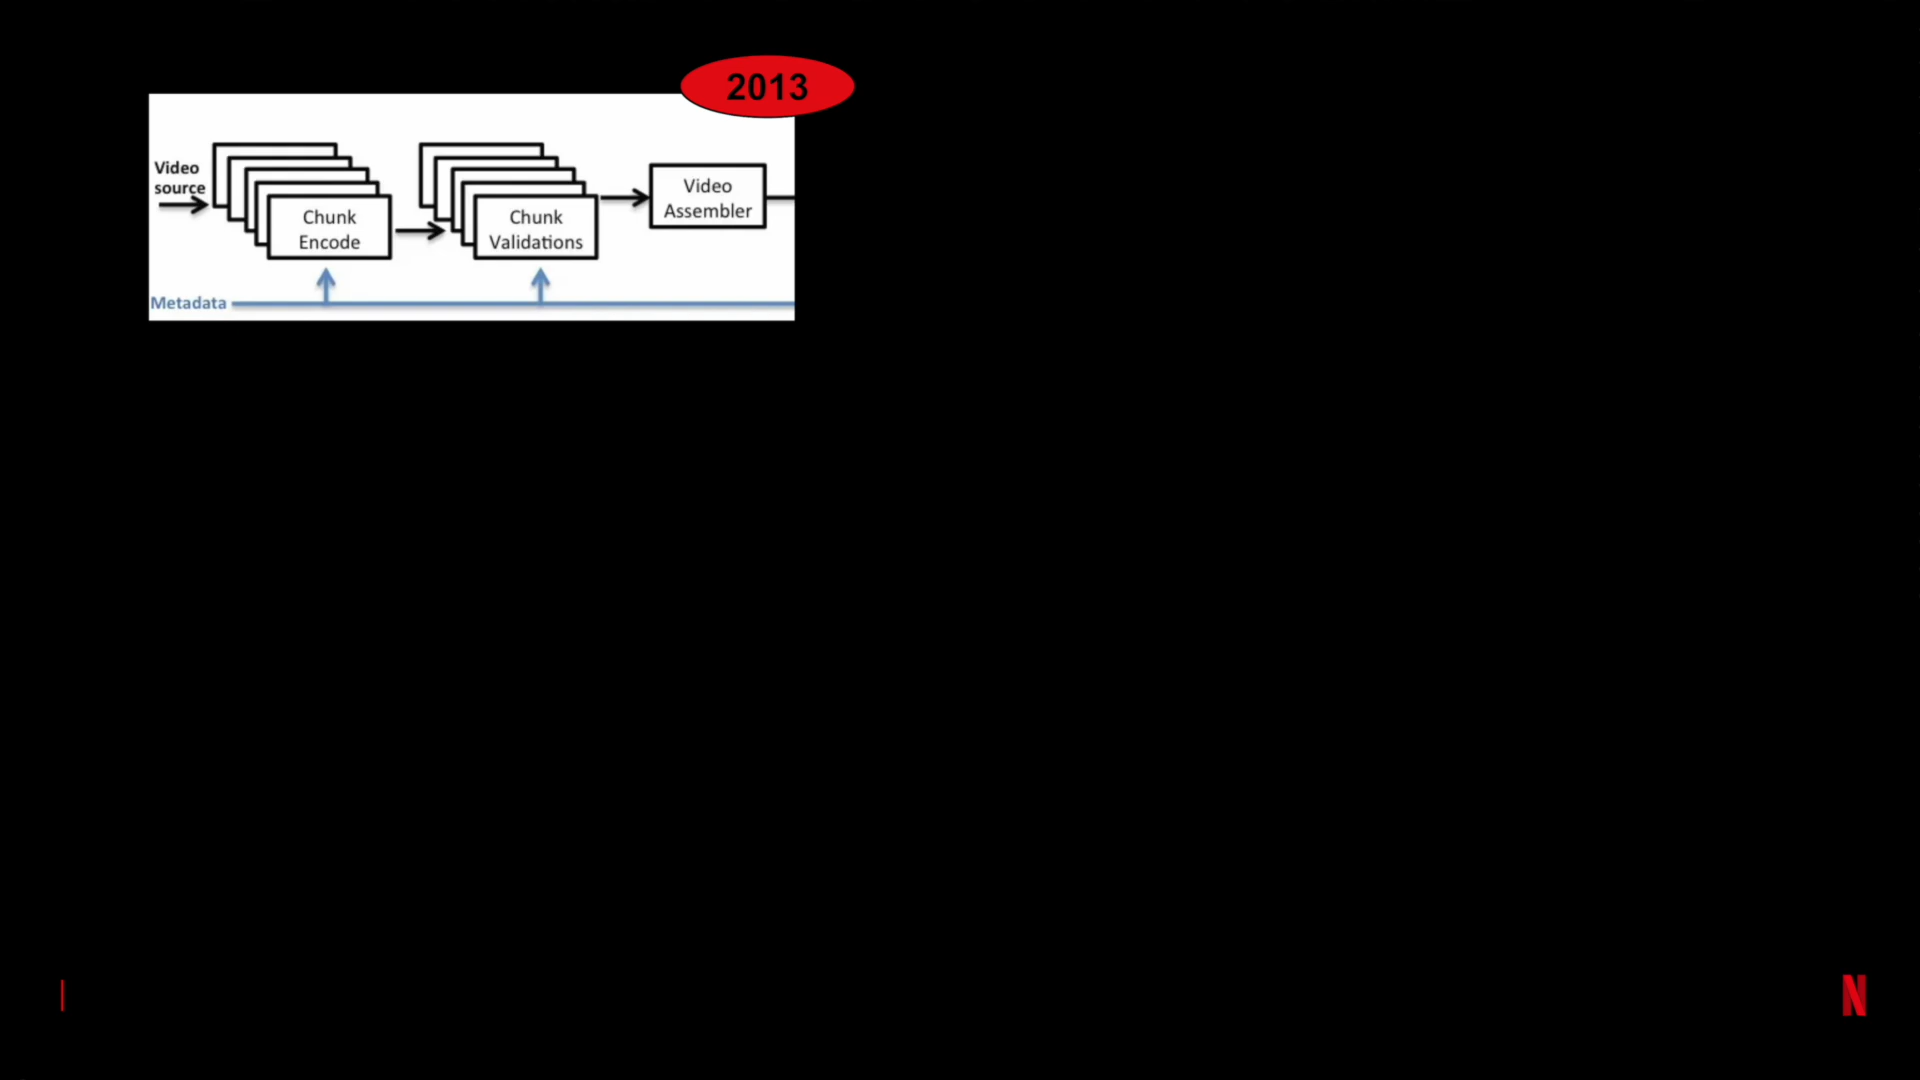 2013
Video
source
Chunk
Encode
Chunk
Validations
Video
Assembler
Metadata
N